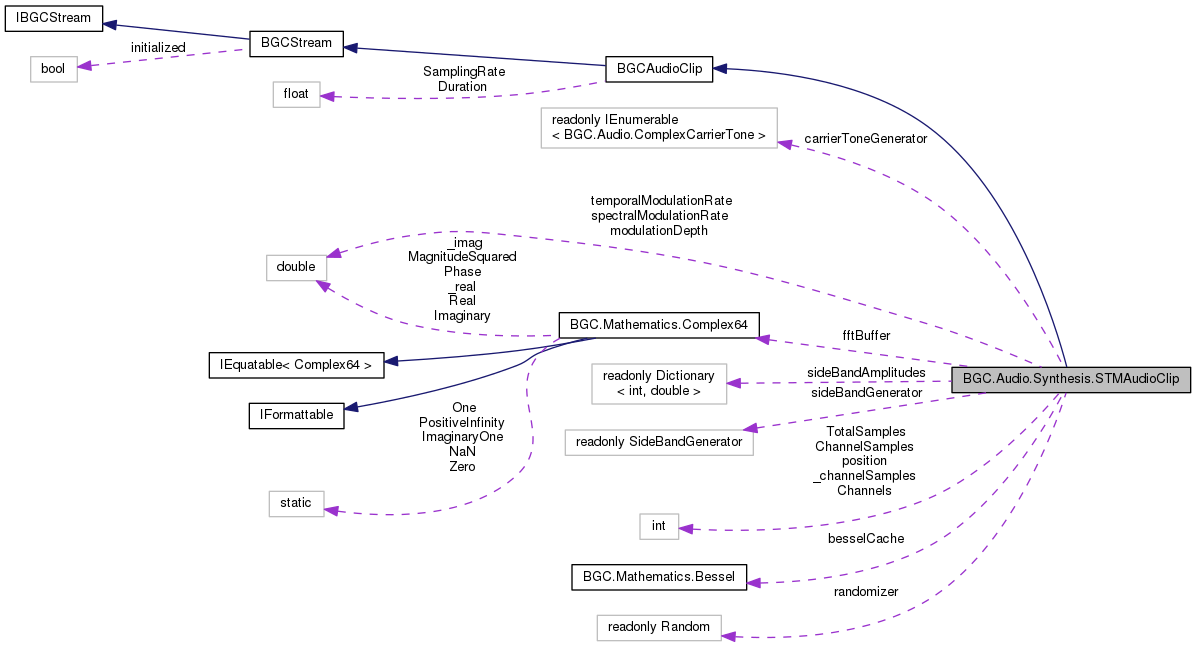 IBGCStream
BGCStream
initialized
bool
BGCAudioClip
SamplingRate
Duration
float
readonly IEnumerable
< BGC.Audio.ComplexCarrierTone >
carrierToneGenerator
temporalModulationRate
spectralModulationRate
modulationDepth
_imag
MagnitudeSquared
Phase
_real
Real
Imaginary
double
BGC.Mathematics.Complex64
fftBuffer
IEquatable< Complex64 >
readonly Dictionary
< int, double >
sideBandAmplitudes
BGC.Audio.Synthesis.STMAudioClip
sideBandGenerator
IFormattable
One
PositiveInfinity
ImaginaryOne
NaN
Zero
readonly SideBandGenerator
TotalSamples
ChannelSamples
position
_channelSamples
Channels
static
int
besselCache
BGC.Mathematics.Bessel
randomizer
readonly Random